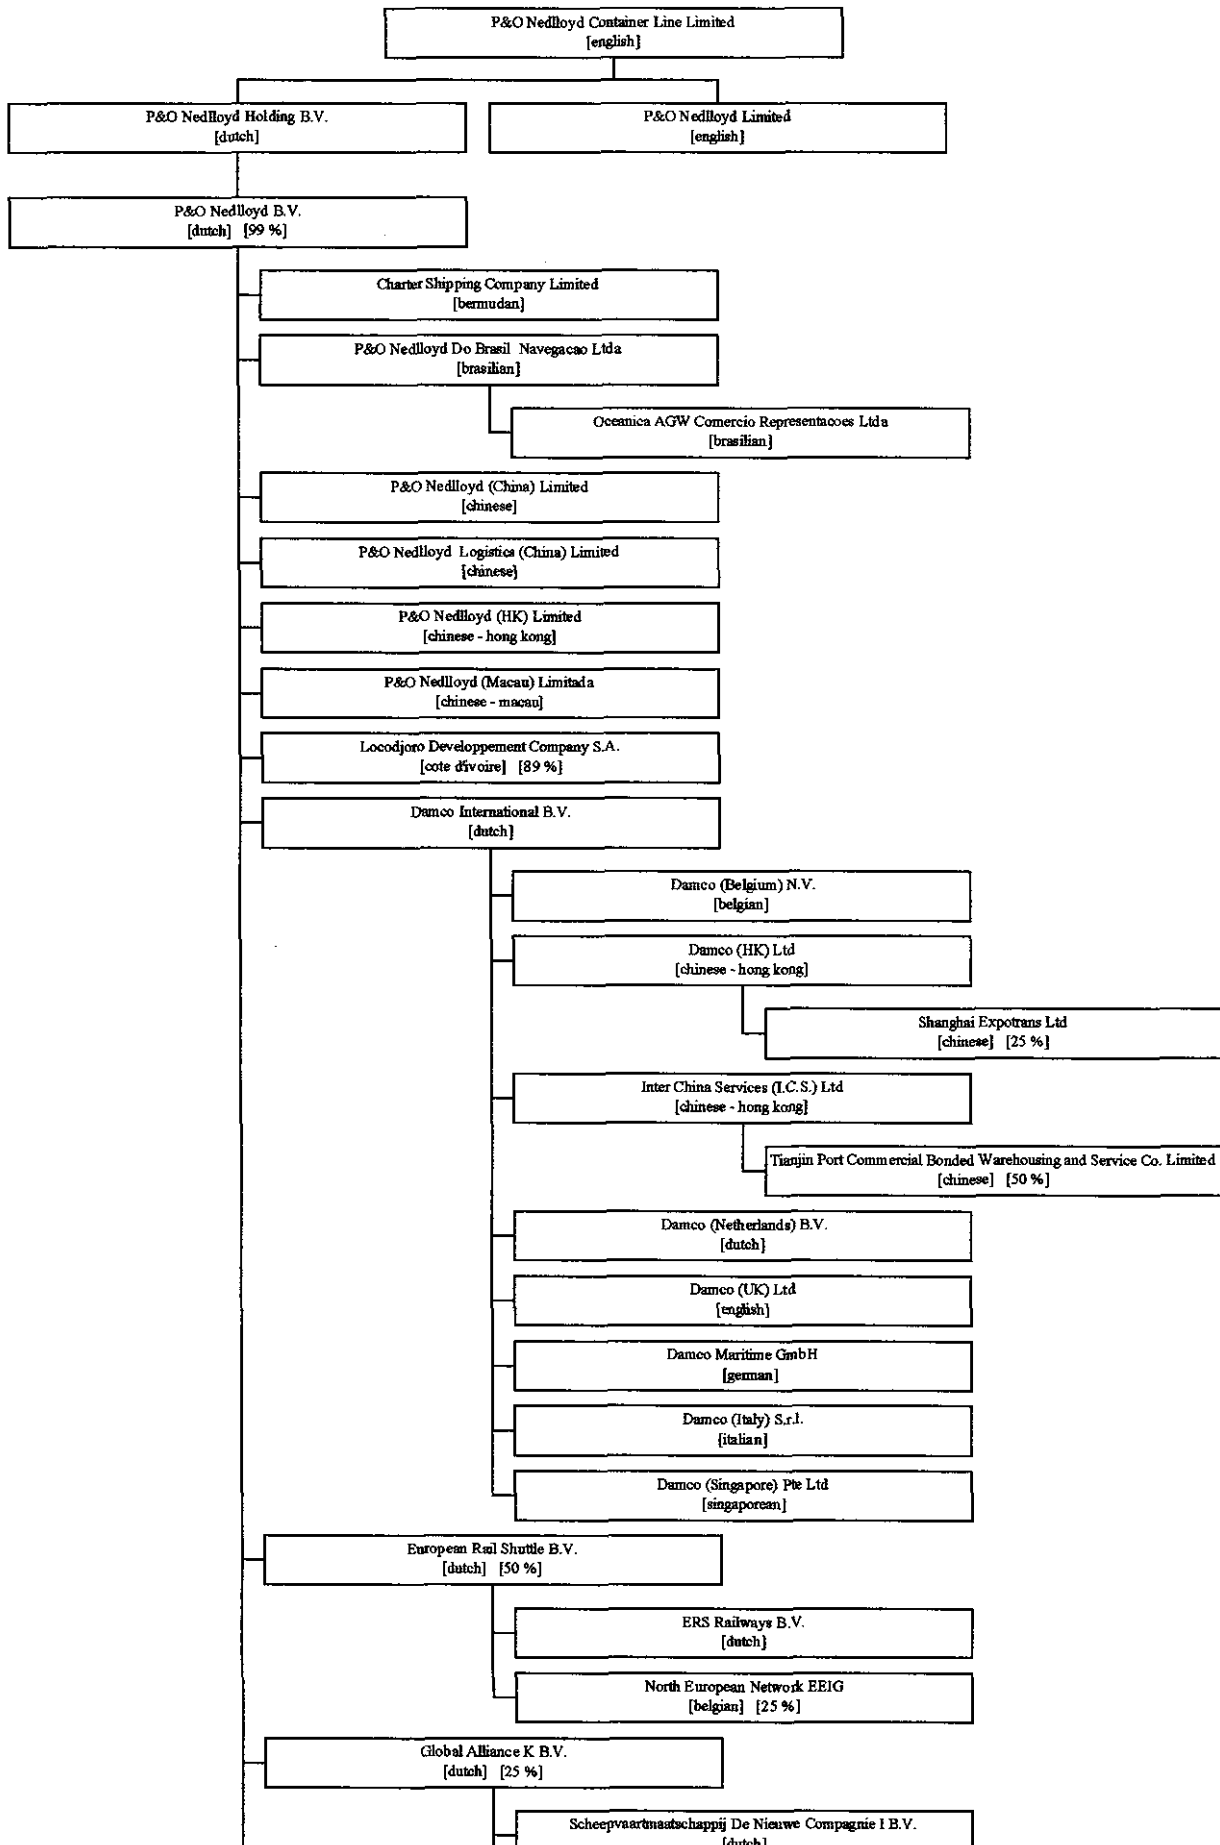 P&O Nedlloyd Container Line Limited
[english]
P&O Nedlloyd Holding B.V.
[dutch]
P&O Nedlloyd Limited
[english]
P&O Nedlloyd B.V.
[dutch] [99 %]
Charter Shipping Company Limited
[bermudan]
P&O Nedlloyd Do Brasil Navegacao Ltda
[brasilian]
Oceanica AGW Comercio Representacoes Ltda
[brasilian]
P&O Nedlloyd (China) Limited
[chinese]
P&O Nedlloyd Logistics (China) Limited
[chinese]
P&O Nedlloyd (HK) Limited
[chinese - hong kong]
P&O Nedlloyd (Macau) Limitada
[chinese - macau]
Locodjoro Developpement Company S.A.
[cote d'ivoire] [89 %]
Damco International B.V.
[dutch]
Damco (Belgium) N.V.
[belgian]
Damco (HK) Ltd
[chinese - hong kong]
Shanghai Expotrans Ltd
[chinese] [25 %]
Inter China Services (I.C.S.) Ltd
[chinese - hong kong]
Tianjin Port Commercial Bonded Warehousing and Service Co. Limited
[chinese] [50 %]
Damco (Netherlands) B.V.
[dutch]
Damco (UK) Ltd
[english]
Damco Maritime GmbH
[german]
Damco (Italy) S.r.l.
[italian]
Damco (Singapore) Pte Ltd
[singaporean]
European Rail Shuttle B.V.
[dutch] [50 %]
ERS Railways B.V.
[dutch]
North European Network EEIG
[belgian] [25 %]
Global Alliance K B.V.
[dutch] [25 %]
Scheepvaartmaatschappij De Nieuwe Compagnie I B.V.
[dutch]